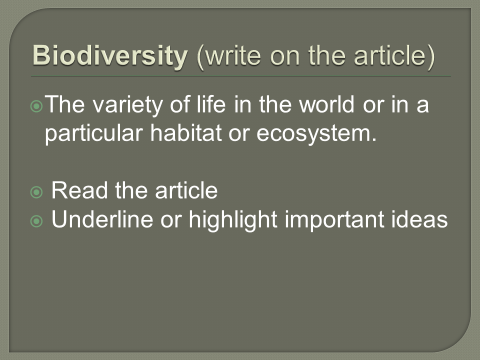 Biodiversity (write on the article)
The variety of life in the world or in a
particular habitat or ecosystem.
Read the article
Underline or highlight important ideas